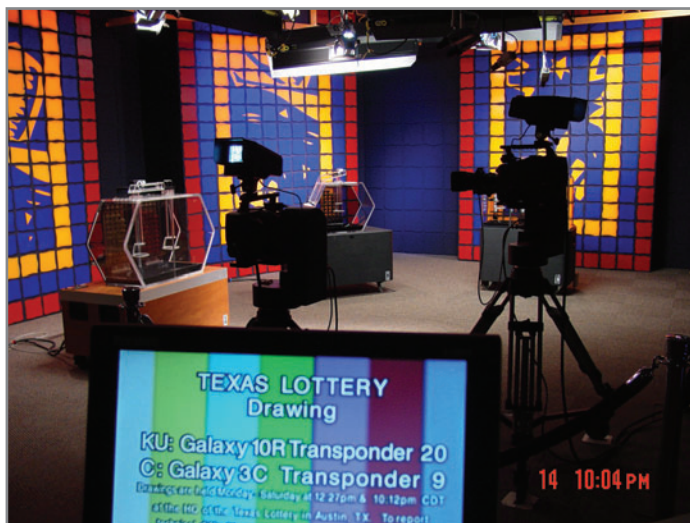 TEXAS LOTTERY
Drawing
KU: Galaxy 10R Transponder 20
C: Galaxy 3C Transponder 9
Drawings are held Monday - Saturday at 12:27pm & 10:12pm CDT
at the HQ of the Texas Lottery in Austin, TX. To report
14 10:04 PM